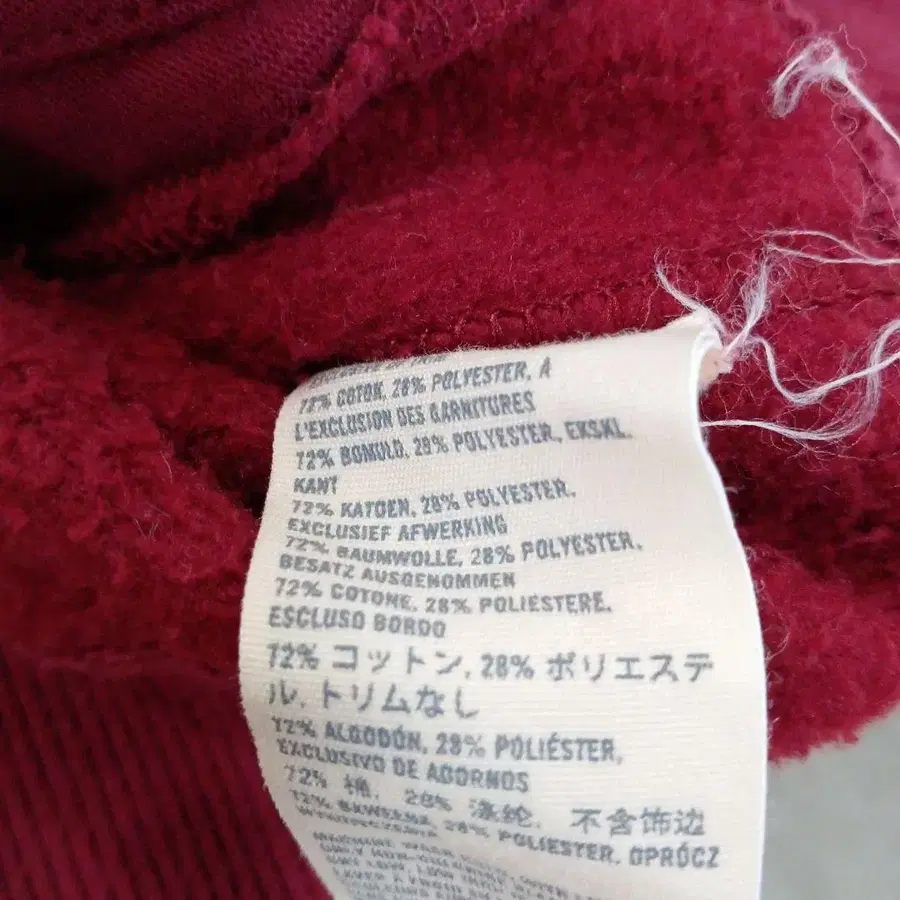 72% COTON, 28% POLYESTER, À
L'EXCLUSION DES GARNITURES
72% BOMULD, 28% POLYESTER, EKSKL.
KANT
72% KATOEN, 28% POLYESTER,
EXCLUSIEF AFWERKING
72% BAUMWOLLE, 28% POLYESTER,
BESATZ AUSGENOMMEN
72% COTONE, 28% POLIESTERE,
ESCLUSO BORDO
72% コットン, 28% ポリエステ
ル, トリムなし
72% ALGODÓN, 28% POLIÉSTER,
EXCLUSIVO DE ADORNOS
72% 棉, 28% 涤纶, 不含饰边
72% BAWEŁNA, 28% POLIESTER, OPRÓCZ
WYKOŃCZENIA